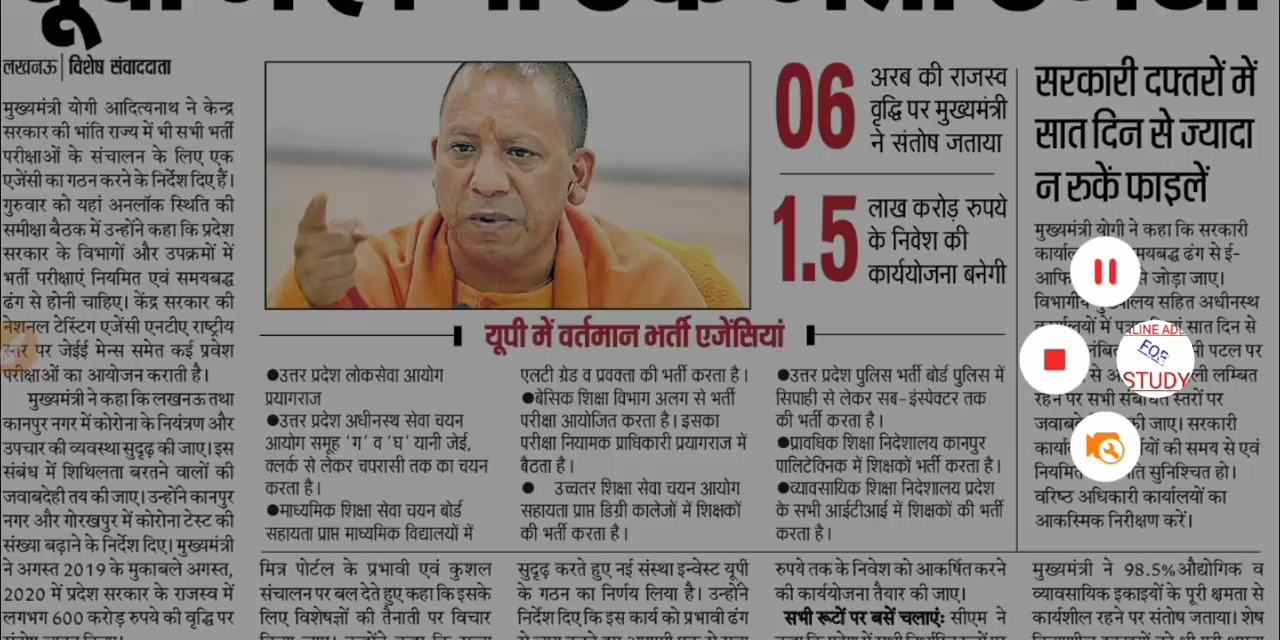 लखनऊ | विशेष संवाददाता
मुख्यमंत्री योगी आदित्यनाथ ने केन्द्र
सरकार की भांति राज्य में भी सभी भर्ती
परीक्षाओं के संचालन के लिए एक
एजेंसी का गठन करने के निर्देश दिए हैं।
गुरुवार को यहां अनलॉक स्थिति की
समीक्षा बैठक में उन्होंने कहा कि प्रदेश
सरकार के विभागों और उपक्रमों में
भर्ती परीक्षाएं नियमित एवं समयबद्ध
ढंग से होनी चाहिए। केंद्र सरकार की
नेशनल टेस्टिंग एजेंसी एनटीए राष्ट्रीय
स्तर पर जेईई मेन्स समेत कई प्रवेश
परीक्षाओं का आयोजन कराती है।
मुख्यमंत्री ने कहा कि लखनऊ तथा
कानपुर नगर में कोरोना के नियंत्रण और
उपचार की व्यवस्था सुदृढ़ की जाए। इस
संबंध में शिथिलता बरतने वालों की
जवाबदेही तय की जाए। उन्होंने कानपुर
नगर और गोरखपुर में कोरोना टेस्ट की
संख्या बढ़ाने के निर्देश दिए। मुख्यमंत्री
ने अगस्त 2019 के मुकाबले अगस्त,
2020 में प्रदेश सरकार के राजस्व में
लगभग 600 करोड़ रुपये की वृद्धि पर
06
अरब की राजस्व
वृद्धि पर मुख्यमंत्री
ने संतोष जताया
1.5
लाख करोड़ रुपये
के निवेश की
कार्ययोजना बनेगी
यूपी में वर्तमान भर्ती एजेंसियां
●उत्तर प्रदेश लोकसेवा आयोग
प्रयागराज
●उत्तर प्रदेश अधीनस्थ सेवा चयन
आयोग समूह 'ग' व 'घ' यानी जेई,
क्लर्क से लेकर चपरासी तक का चयन
करता है।
●माध्यमिक शिक्षा सेवा चयन बोर्ड
सहायता प्राप्त माध्यमिक विद्यालयों में
एलटी ग्रेड व प्रवक्ता की भर्ती करता है।
●बेसिक शिक्षा विभाग अलग से भर्ती
परीक्षा आयोजित करता है। इसका
परीक्षा नियामक प्राधिकारी प्रयागराज में
बैठता है।
● उच्चतर शिक्षा सेवा चयन आयोग
सहायता प्राप्त डिग्री कालेजों में शिक्षकों
की भर्ती करता है।
●उत्तर प्रदेश पुलिस भर्ती बोर्ड पुलिस में
सिपाही से लेकर सब-इंस्पेक्टर तक
की भर्ती करता है।
●प्रावधिक शिक्षा निदेशालय कानपुर
पालिटेक्निक में शिक्षकों भर्ती करता है।
●व्यावसायिक शिक्षा निदेशालय प्रदेश
के सभी आईटीआई में शिक्षकों की भर्ती
करता है।
मित्र पोर्टल के प्रभावी एवं कुशल
संचालन पर बल देते हुए कहा कि इसके
लिए विशेषज्ञों की तैनाती पर विचार
सुदृढ़ करते हुए नई संस्था इन्वेस्ट यूपी
के गठन का निर्णय लिया है। उन्होंने
निर्देश दिए कि इस कार्य को प्रभावी ढंग
रुपये तक के निवेश को आकर्षित करने
की कार्ययोजना तैयार की जाए।
सभी रूटों पर बसें चलाएं: सीएम ने
सरकारी दफ्तरों में
सात दिन से ज्यादा
न रुकें फाइलें
मुख्यमंत्री योगी ने कहा कि सरकारी
मयबद्ध ढंग से ई-
जोड़ा जाए।
विभागीय सहित अधीनस्थ
सात दिन से
पटल पर
से लम्बित
रहने पर सभी संबंधित स्तरों पर
की जाए। सरकारी
की समय से एवं
सुनिश्चित हो।
वरिष्ठ अधिकारी कार्यालयों का
आकस्मिक निरीक्षण करें।
मुख्यमंत्री ने 98.5% औद्योगिक व
व्यावसायिक इकाइयों के पूरी क्षमता से
कार्यशील रहने पर संतोष जताया। शेष
FOR
STUDY